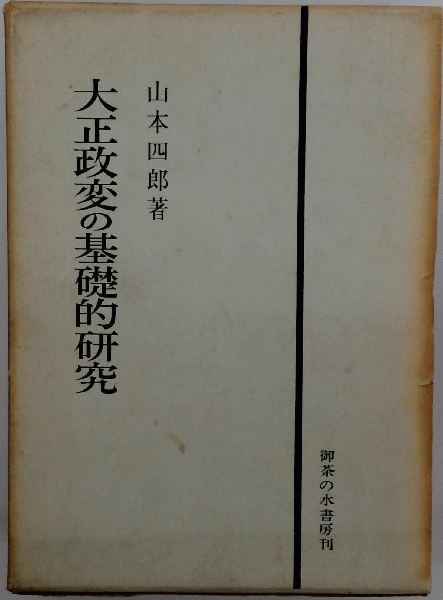 山本四郎著
大正政変の基礎的研究
御茶の水書房刊